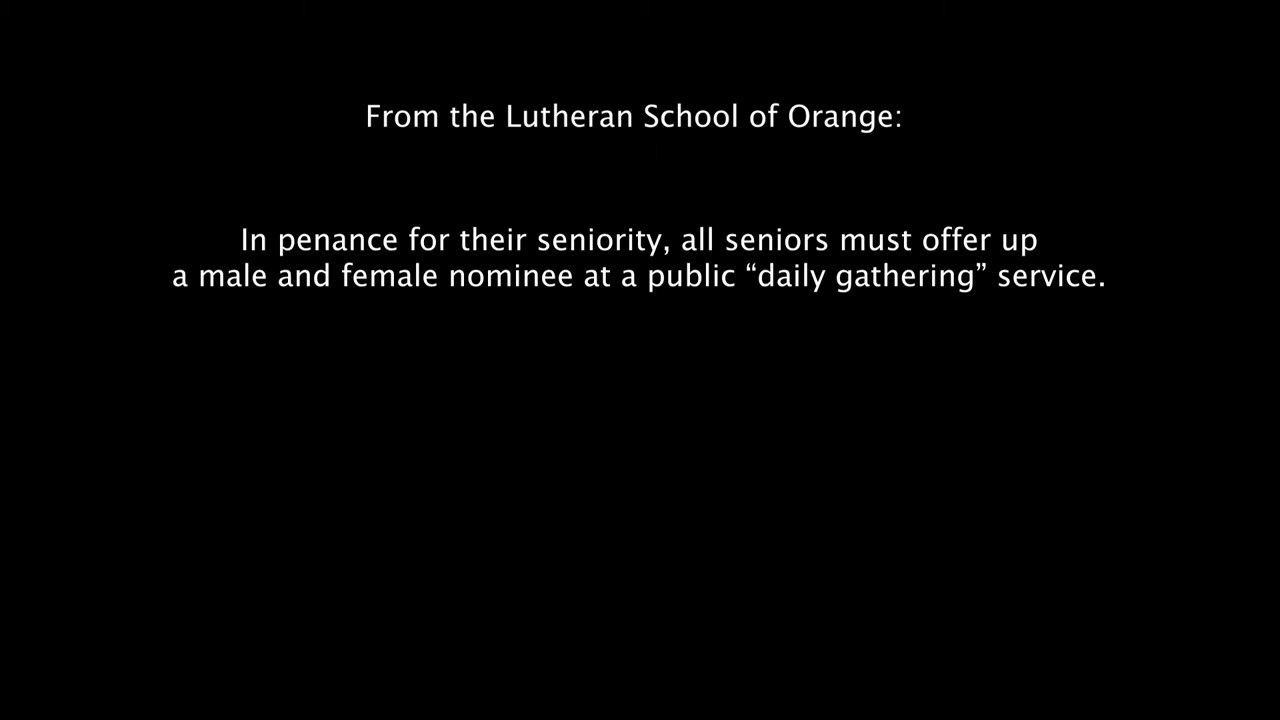 From the Lutheran School of Orange:
In penance for their seniority, all seniors must offer up
a male and female nominee at a public “daily gathering” service.